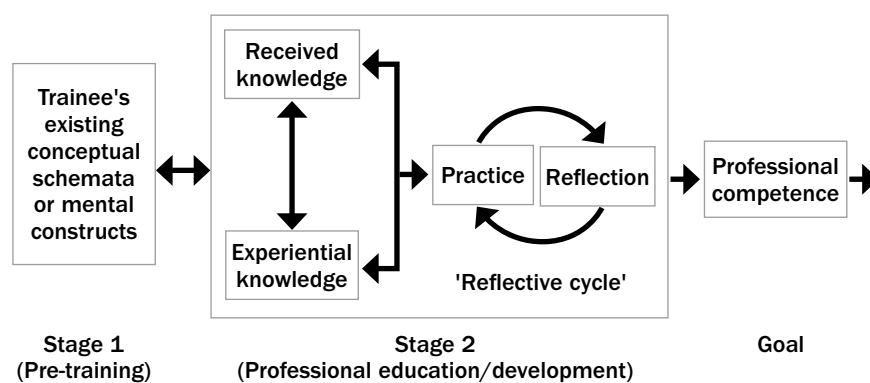 Trainee's
existing
conceptual
schemata
or mental
constructs
Received
knowledge
Experiential
knowledge
Practice
Reflection
'Reflective cycle'
Professional
competence
Stage 1
(Pre-training)
Stage 2
(Professional education/development)
Goal